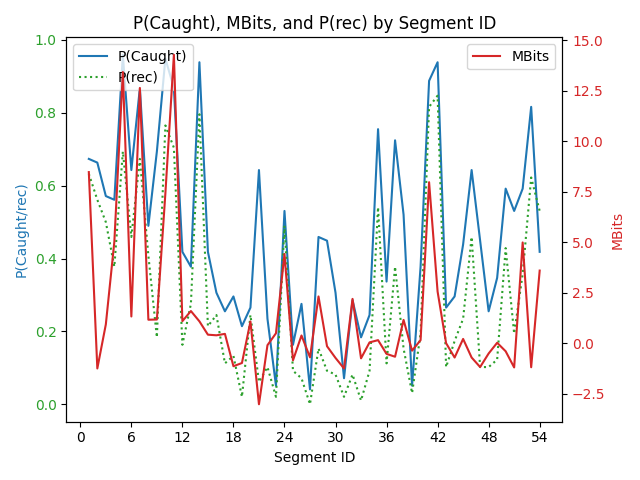 P(Caught), MBits, and P(rec) by Segment ID
P(Caught)
P(rec)
MBits
1.0
0.8
0.6
0.4
0.2
0.0
P(Caught/rec)
15.0
12.5
10.0
7.5
5.0
2.5
0.0
−2.5
MBits
0 6 12 18 24 30 36 42 48 54
Segment ID